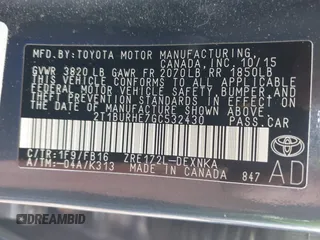 MFD.BY:TOYOTA MOTOR MANUFACTURING
CANADA, INC. 10/15
GVWR 3820 LB GAWR FR 2070LB RR 1850LB
THIS VEHICLE CONFORMS TO ALL APPLICABLE
FEDERAL MOTOR VEHICLE SAFETY, BUMPER,
AND THEFT PREVENTION STANDARDS IN EFFECT
ON THE DATE OF MANUFACTURE SHOWN ABOVE.
2T1BURHE7GC532430 PASS. CAR
C/TR:1F9/FB16 ZRE172L-DEXNKA
A/TM:-04A/K313 MADE IN CANADA 847
AD
DREAMBID